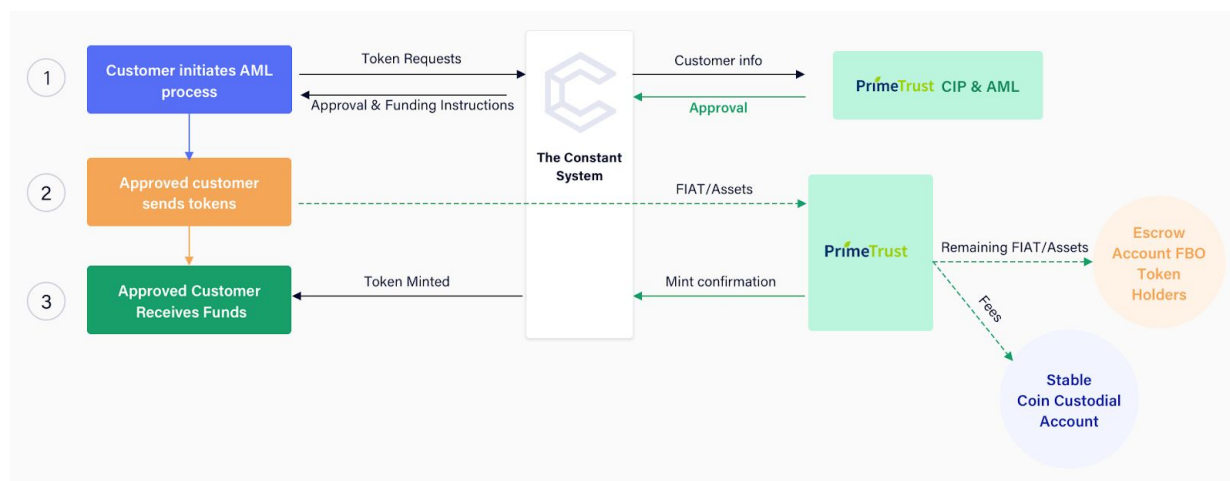 1
Customer initiates AML
process
Token Requests
Approval & Funding Instructions
The Constant
System
Customer info
Approval
PrimeTrust CIP & AML
2
Approved customer
sends tokens
FIAT/Assets
PrimeTrust
Remaining FIAT/Assets
Escrow
Account FBO
Token
Holders
3
Approved Customer
Receives Funds
Token Minted
Mint confirmation
Fees
Stable
Coin Custodial
Account